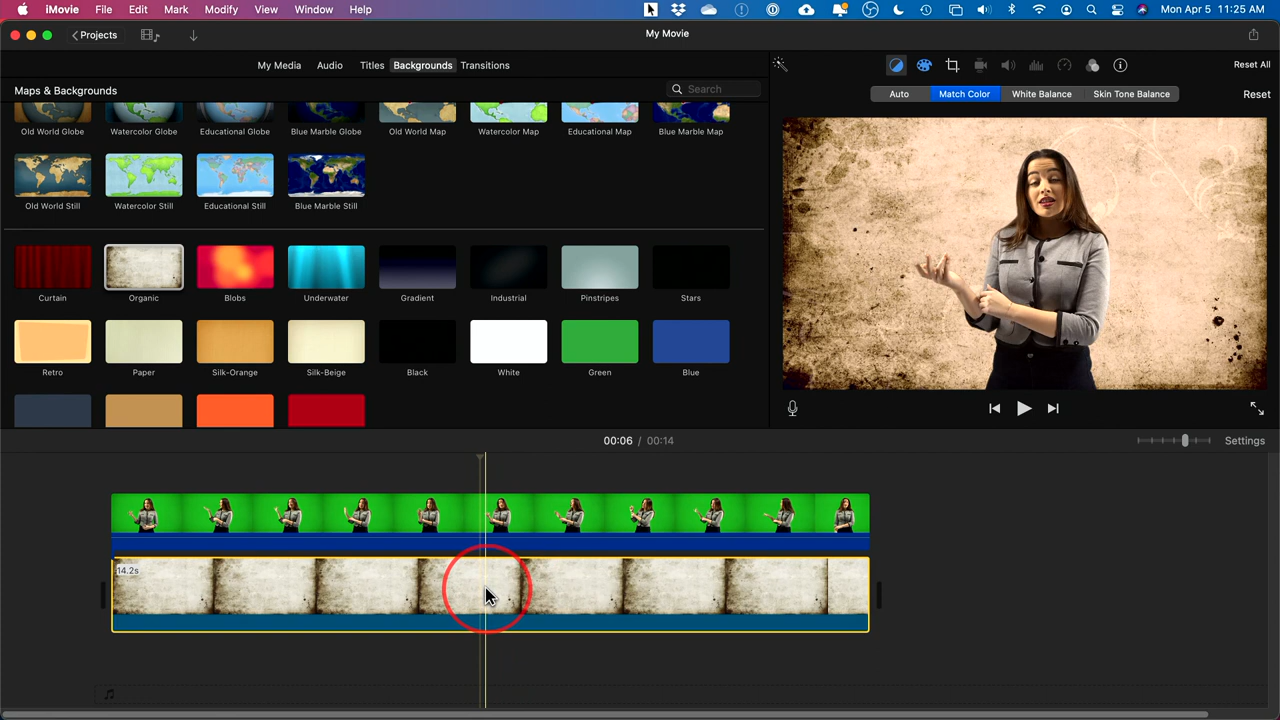 iMovie File Edit Mark Modify View Window Help Mon Apr 5 11:25 AM
Projects My Movie
My Media Audio Titles Backgrounds Transitions Reset All
Maps & Backgrounds Search Auto Match Color White Balance Skin Tone Balance Reset
Old World Globe Watercolor Globe Educational Globe Blue Marble Globe Old World Map Watercolor Map Educational Map Blue Marble Map
Old World Still Watercolor Still Educational Still Blue Marble Still
Curtain Organic Blobs Underwater Gradient Industrial Pinstripes Stars
Retro Paper Silk-Orange Silk-Beige Black White Green Blue
00:06 / 00:14 Settings
14.2s